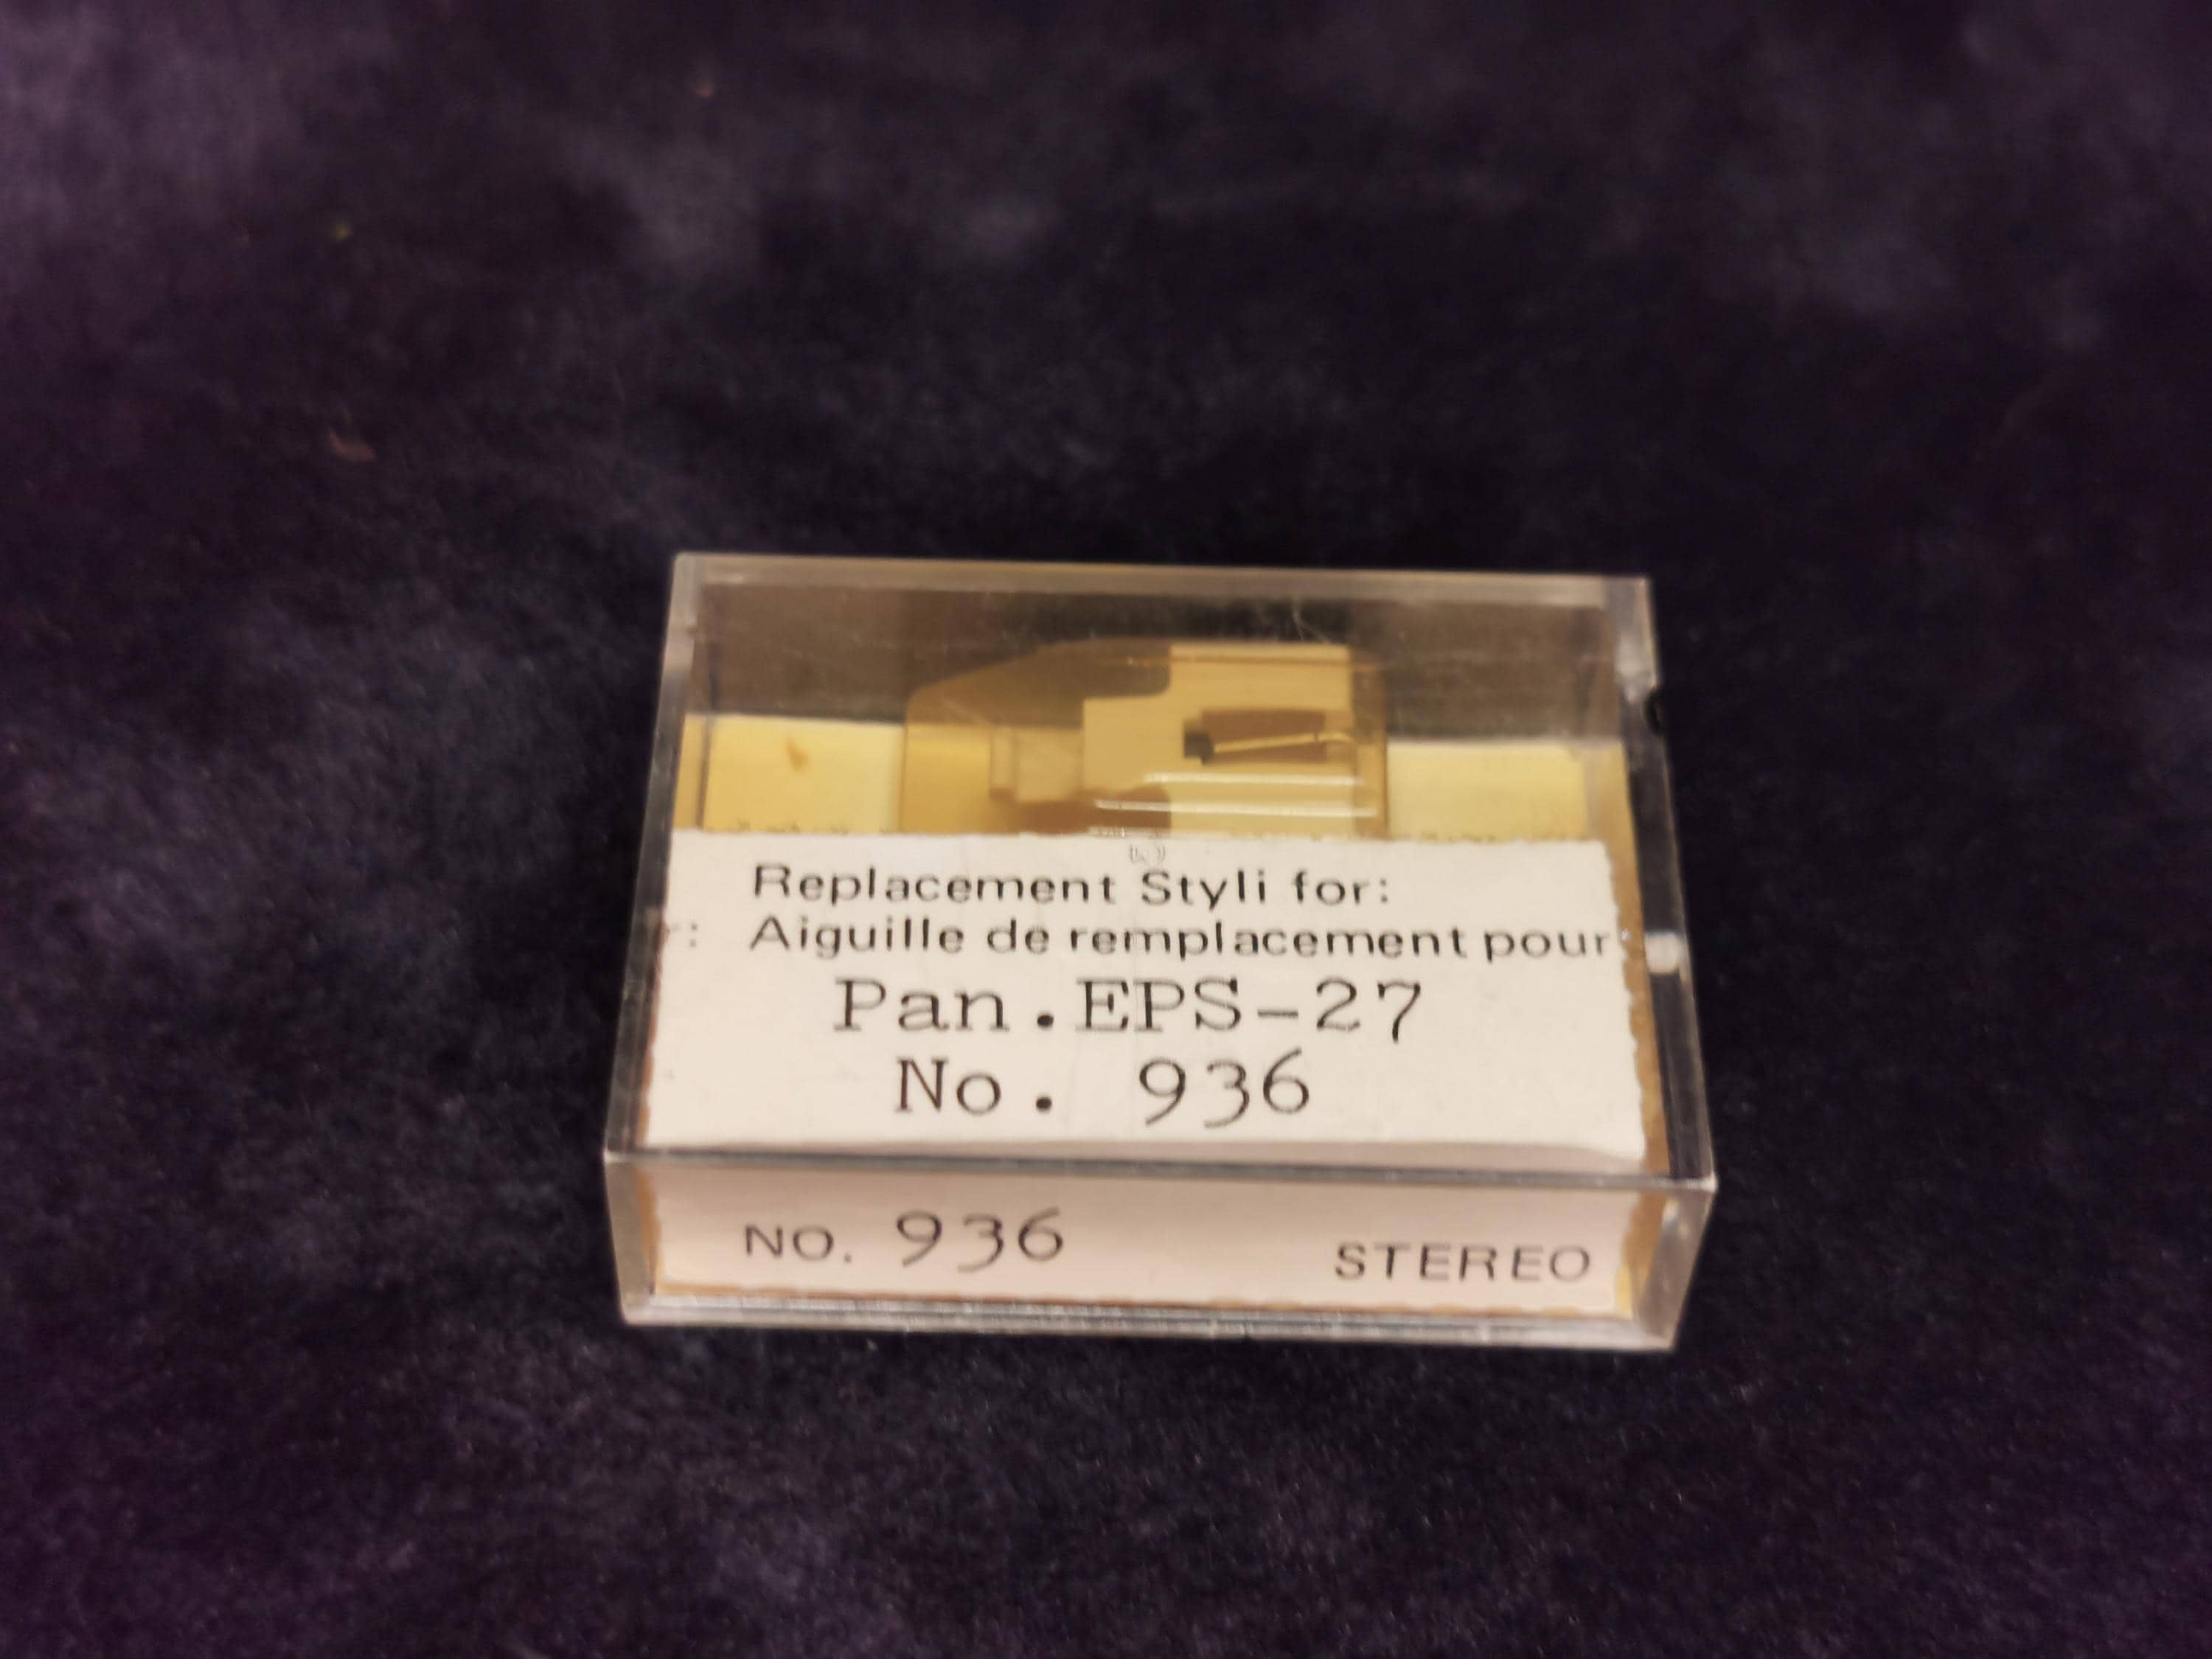 Replacement Styli for:
Aiguille de remplacement pour
Pan.EPS-27
No. 936
NO. 936 STEREO